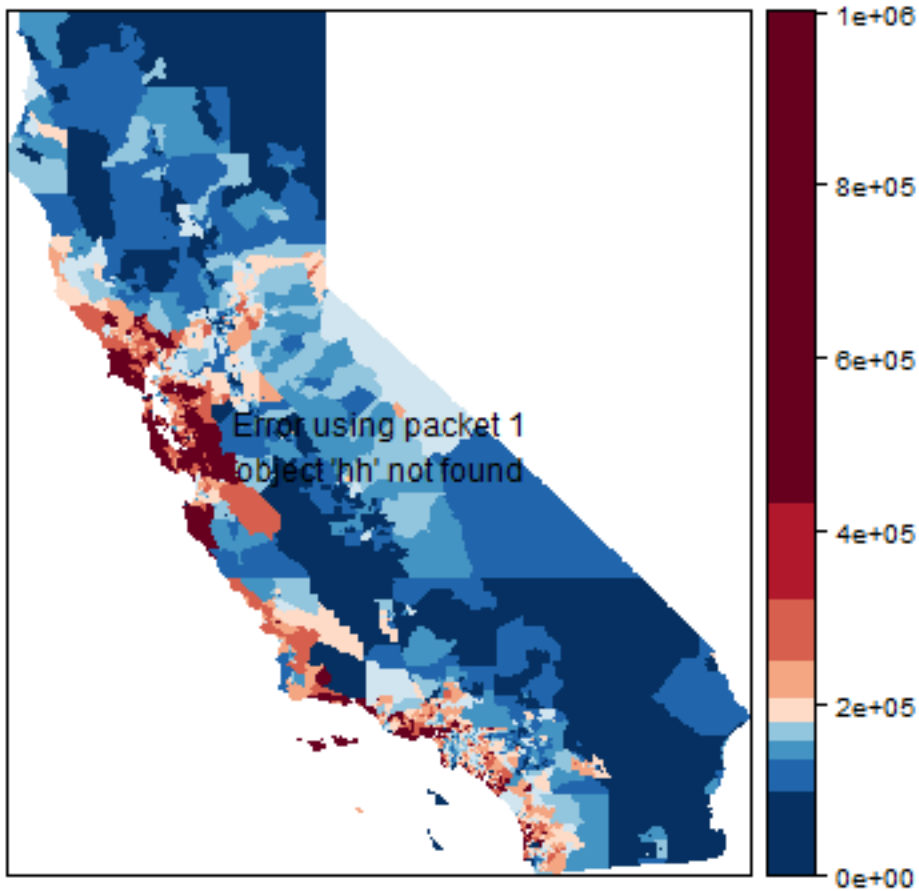 1e+06
8e+05
6e+05
Error using packet 1
object 'hh' not found
4e+05
2e+05
0e+00